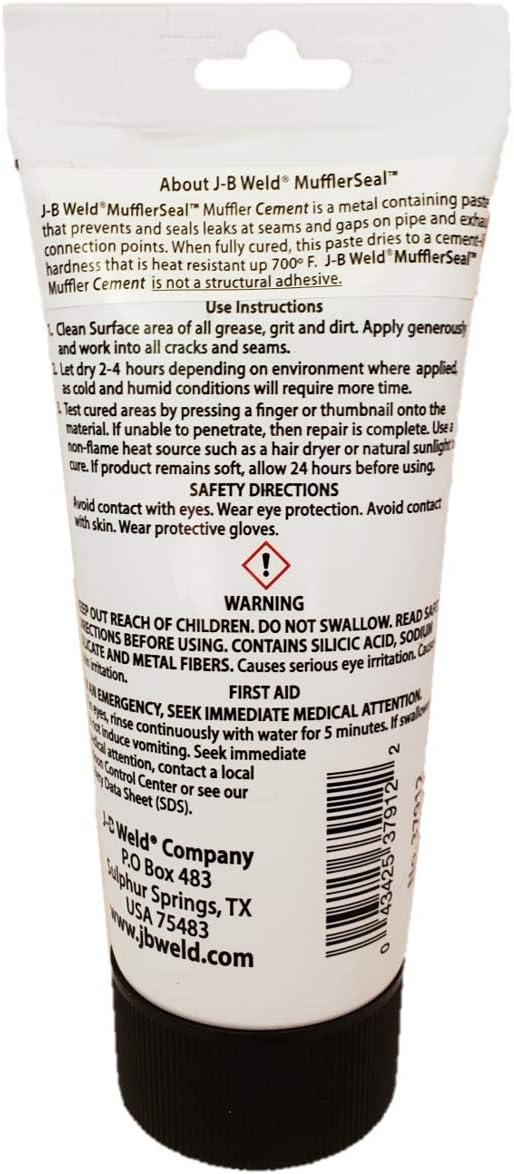 About J-B Weld® MufflerSeal™
J-B Weld®MufflerSeal™ Muffler Cement is a metal containing paste
that prevents and seals leaks at seams and gaps on pipe and
connection points. When fully cured, this paste dries to a
hardness that is heat resistant up 700º F. J-B Weld®MufflerSeal™
Muffler Cement is not a structural adhesive.
Use Instructions
Clean Surface area of all grease, grit and dirt. Apply generously
and work into all cracks and seams.
2. Let dry 2-4 hours depending on environment where applied,
as cold and humid conditions will require more time.
Test cured areas by pressing a finger or thumbnail onto the
material. If unable to penetrate, then repair is complete. Use a
non-flame heat source such as a hair dryer or natural sunlight
cure. If product remains soft, allow 24 hours before using.
SAFETY DIRECTIONS
Avoid contact with eyes. Wear eye protection. Avoid contact
with skin. Wear protective gloves.
!
WARNING
OUT REACH OF CHILDREN. DO NOT SWALLOW. READ
BEFORE USING. CONTAINS SILICIC ACID, SODIUM
AND METAL FIBERS. Causes serious eye irritation.
irritation.
FIRST AID
AN EMERGENCY, SEEK IMMEDIATE MEDICAL ATTENTION.
eyes, rinse continuously with water for 5 minutes. If
induce vomiting. Seek immediate
attention, contact a local
Control Center or see our
Data Sheet (SDS).
J-B Weld® Company
P.O Box 483
Sulphur Springs, TX
USA 75483
www.jbweld.com
0 43425 37912 2